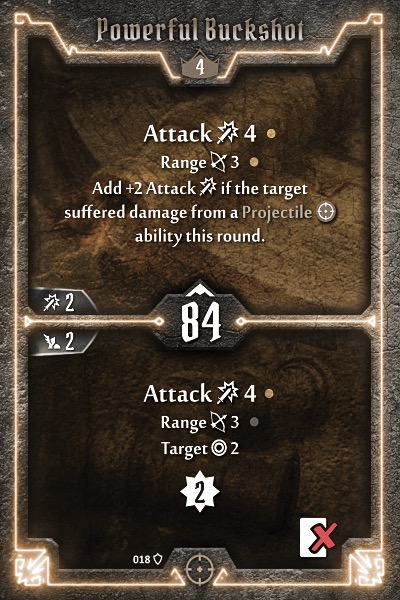 Powerful Buckshot
4
Attack 4
Range 3
Add +2 Attack if the target
suffered damage from a Projectile
ability this round.
2
84
2
Attack 4
Range 3
Target 2
2
018